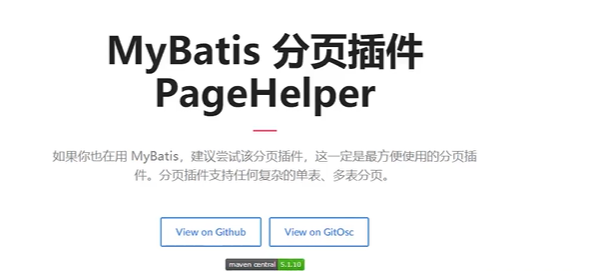 MyBatis 分页插件
PageHelper
如果你也在用 MyBatis，建议尝试该分页插件，这一定是最方便使用的分页插
件。分页插件支持任何复杂的单表、多表分页。
View on Github
View on GitOsc
maven central 5.1.10